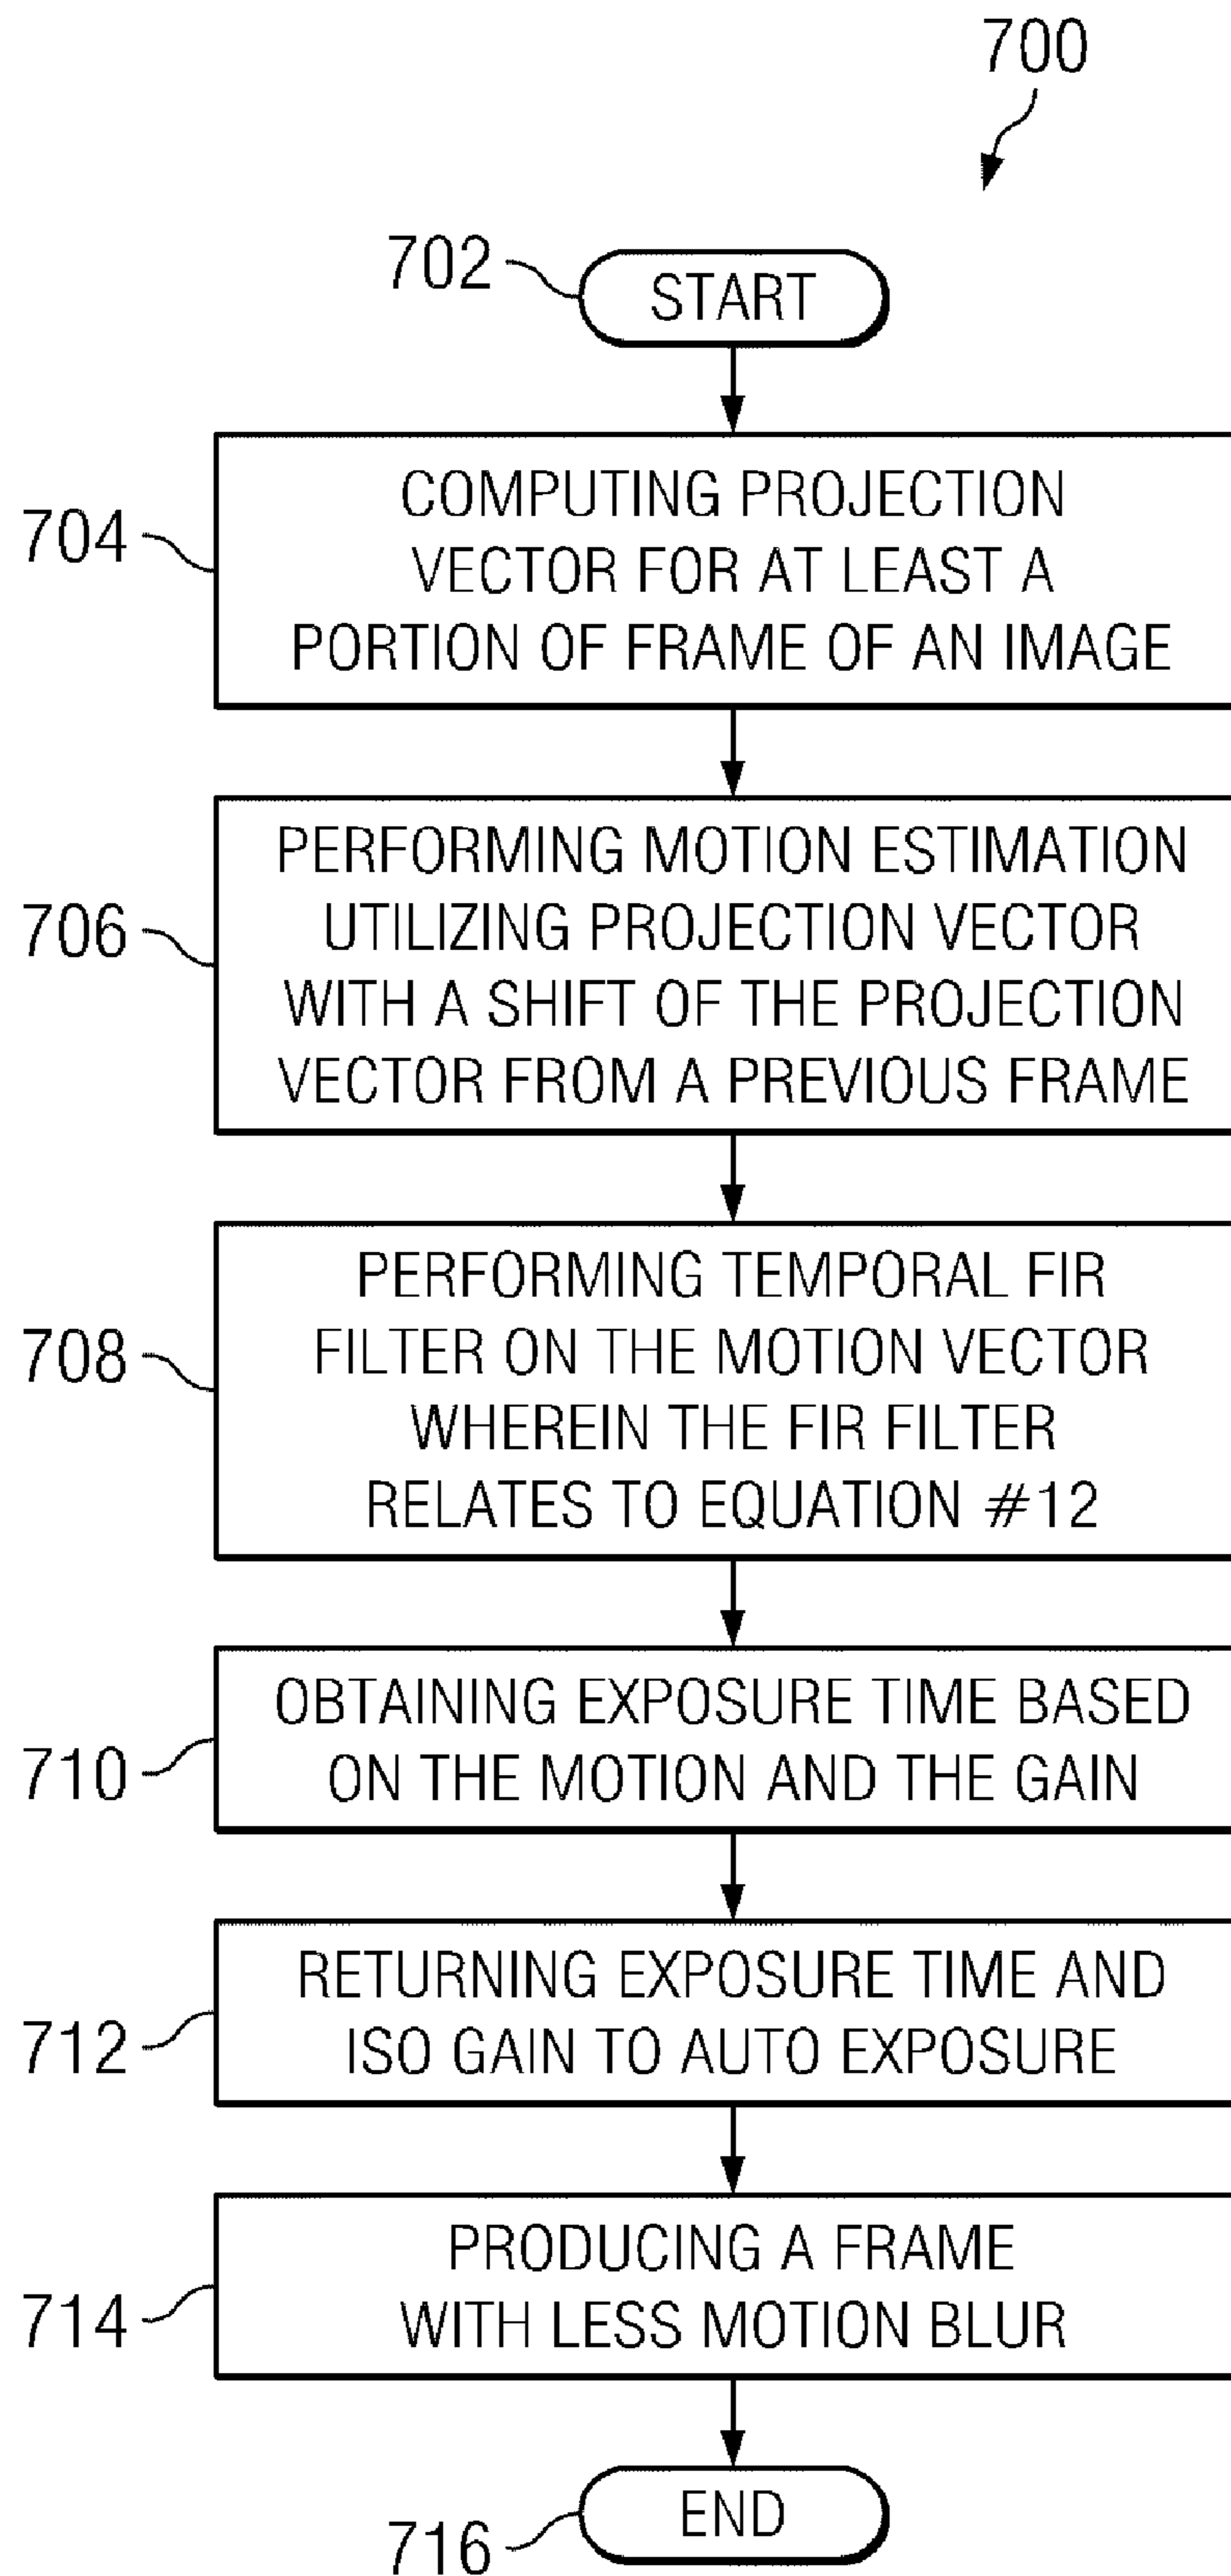 700
702
START
704
COMPUTING PROJECTION
VECTOR FOR AT LEAST A
PORTION OF FRAME OF AN IMAGE
706
PERFORMING MOTION ESTIMATION
UTILIZING PROJECTION VECTOR
WITH A SHIFT OF THE PROJECTION
VECTOR FROM A PREVIOUS FRAME
708
PERFORMING TEMPORAL FIR
FILTER ON THE MOTION VECTOR
WHEREIN THE FIR FILTER
RELATES TO EQUATION #12
710
OBTAINING EXPOSURE TIME BASED
ON THE MOTION AND THE GAIN
712
RETURNING EXPOSURE TIME AND
ISO GAIN TO AUTO EXPOSURE
714
PRODUCING A FRAME
WITH LESS MOTION BLUR
716
END